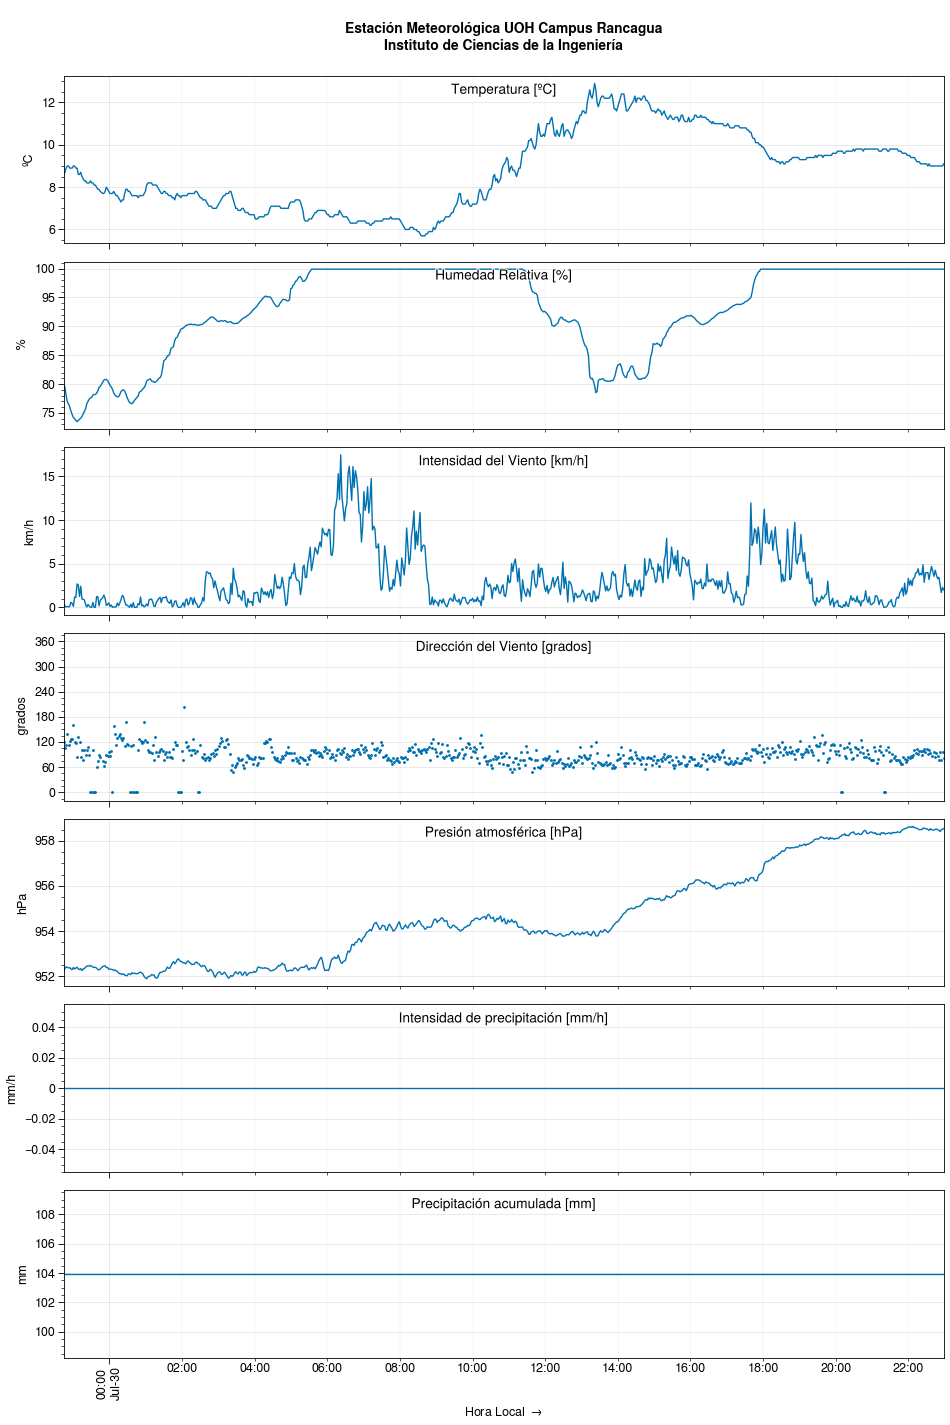 Estación Meteorológica UOH Campus Rancagua
Instituto de Ciencias de la Ingeniería
Temperatura [ºC]
ºC
12
10
8
6
Humedad Relativa [%]
%
100
95
90
85
80
75
Intensidad del Viento [km/h]
km/h
15
10
5
0
Dirección del Viento [grados]
grados
360
300
240
180
120
60
0
Presión atmosférica [hPa]
hPa
958
956
954
952
Intensidad de precipitación [mm/h]
mm/h
0.04
0.02
0
−0.02
−0.04
Precipitación acumulada [mm]
mm
108
106
104
102
100
00:00
Jul-30
02:00
04:00
06:00
08:00
10:00
12:00
14:00
16:00
18:00
20:00
22:00
Hora Local →